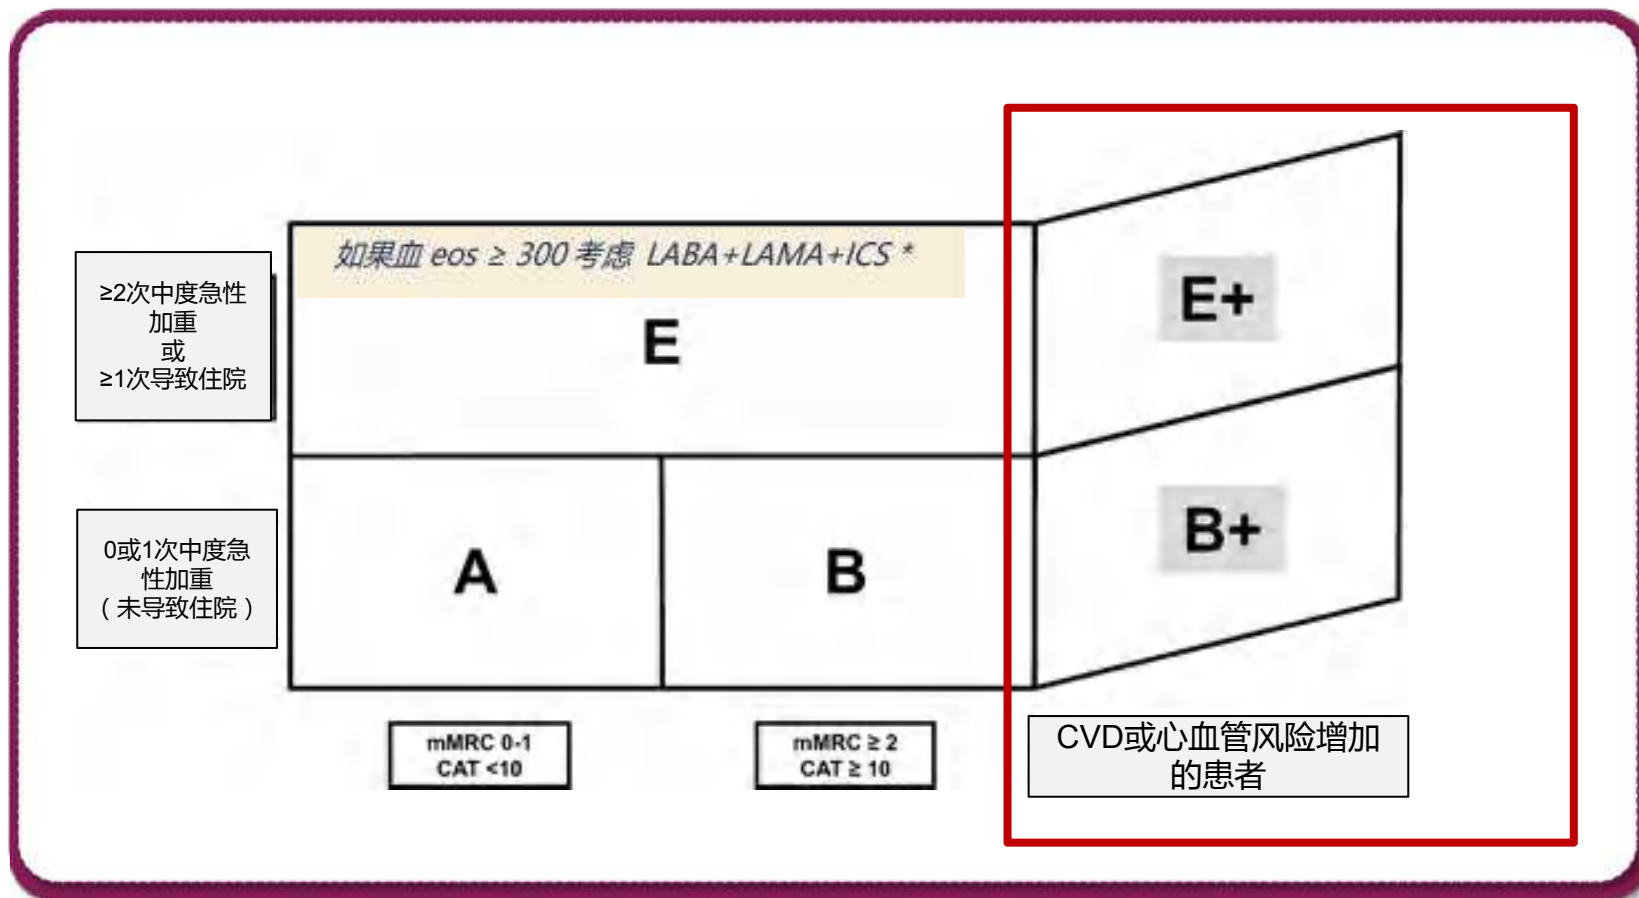 如果血 eos ≥ 300 考虑 LABA+LAMA+ICS *
≥2次中度急性
加重
或
≥1次导致住院
E
E+
0或1次中度急
性加重
（未导致住院）
A
B
B+
mMRC 0-1
CAT <10
mMRC ≥ 2
CAT ≥ 10
CVD或心血管风险增加
的患者